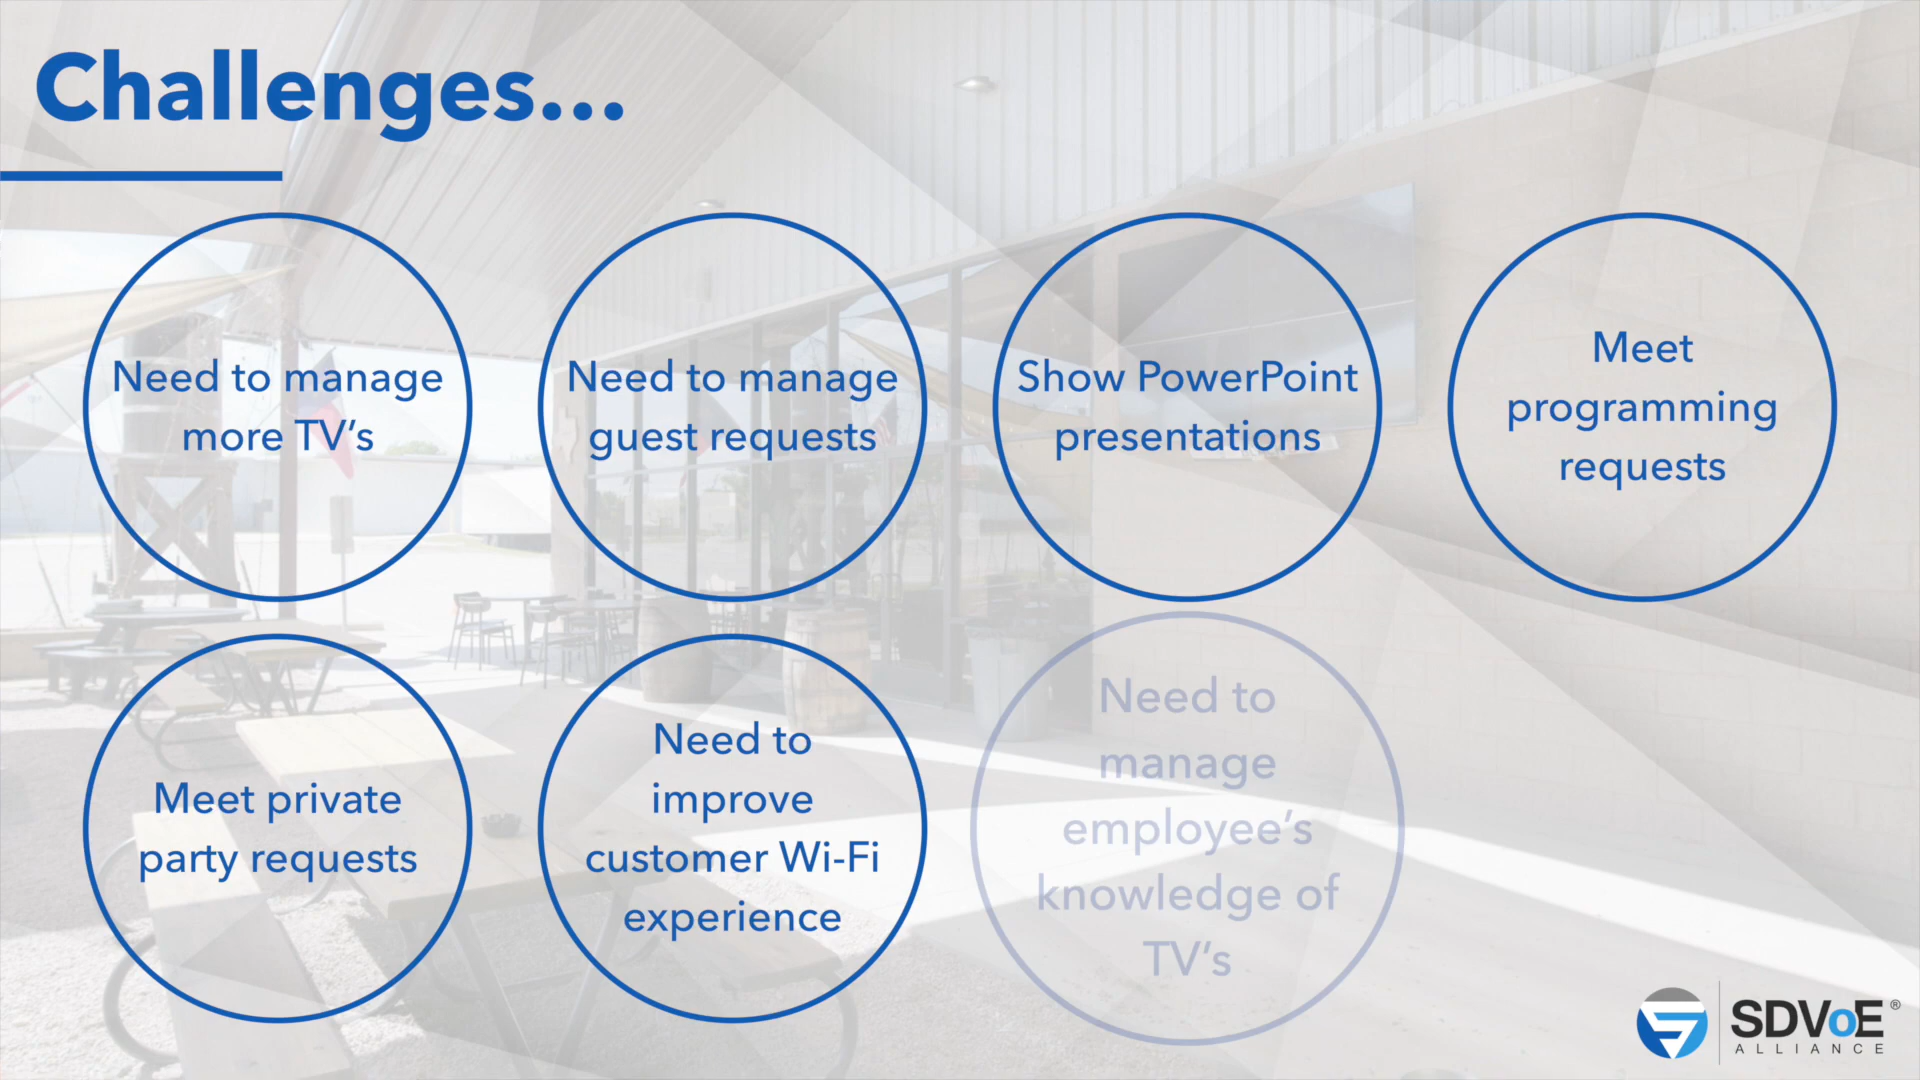 Challenges...
Need to manage
more TV's
Need to manage
guest requests
Show PowerPoint
presentations
Meet
programming
requests
Meet private
party requests
Need to
improve
customer Wi-Fi
experience
Need to
manage
employee's
knowledge of
TV's
SDVoE®
ALLIANCE